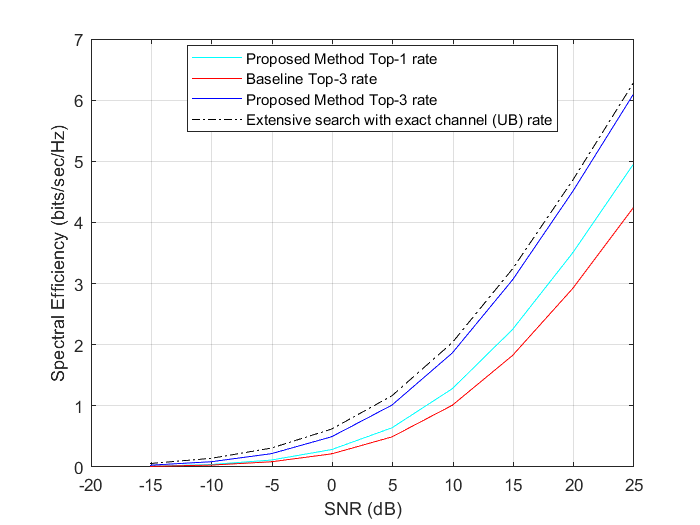 7
6
5
4
3
2
1
0
Spectral Efficiency (bits/sec/Hz)
Proposed Method Top-1 rate
Baseline Top-3 rate
Proposed Method Top-3 rate
Extensive search with exact channel (UB) rate
-20 -15 -10 -5 0 5 10 15 20 25
SNR (dB)